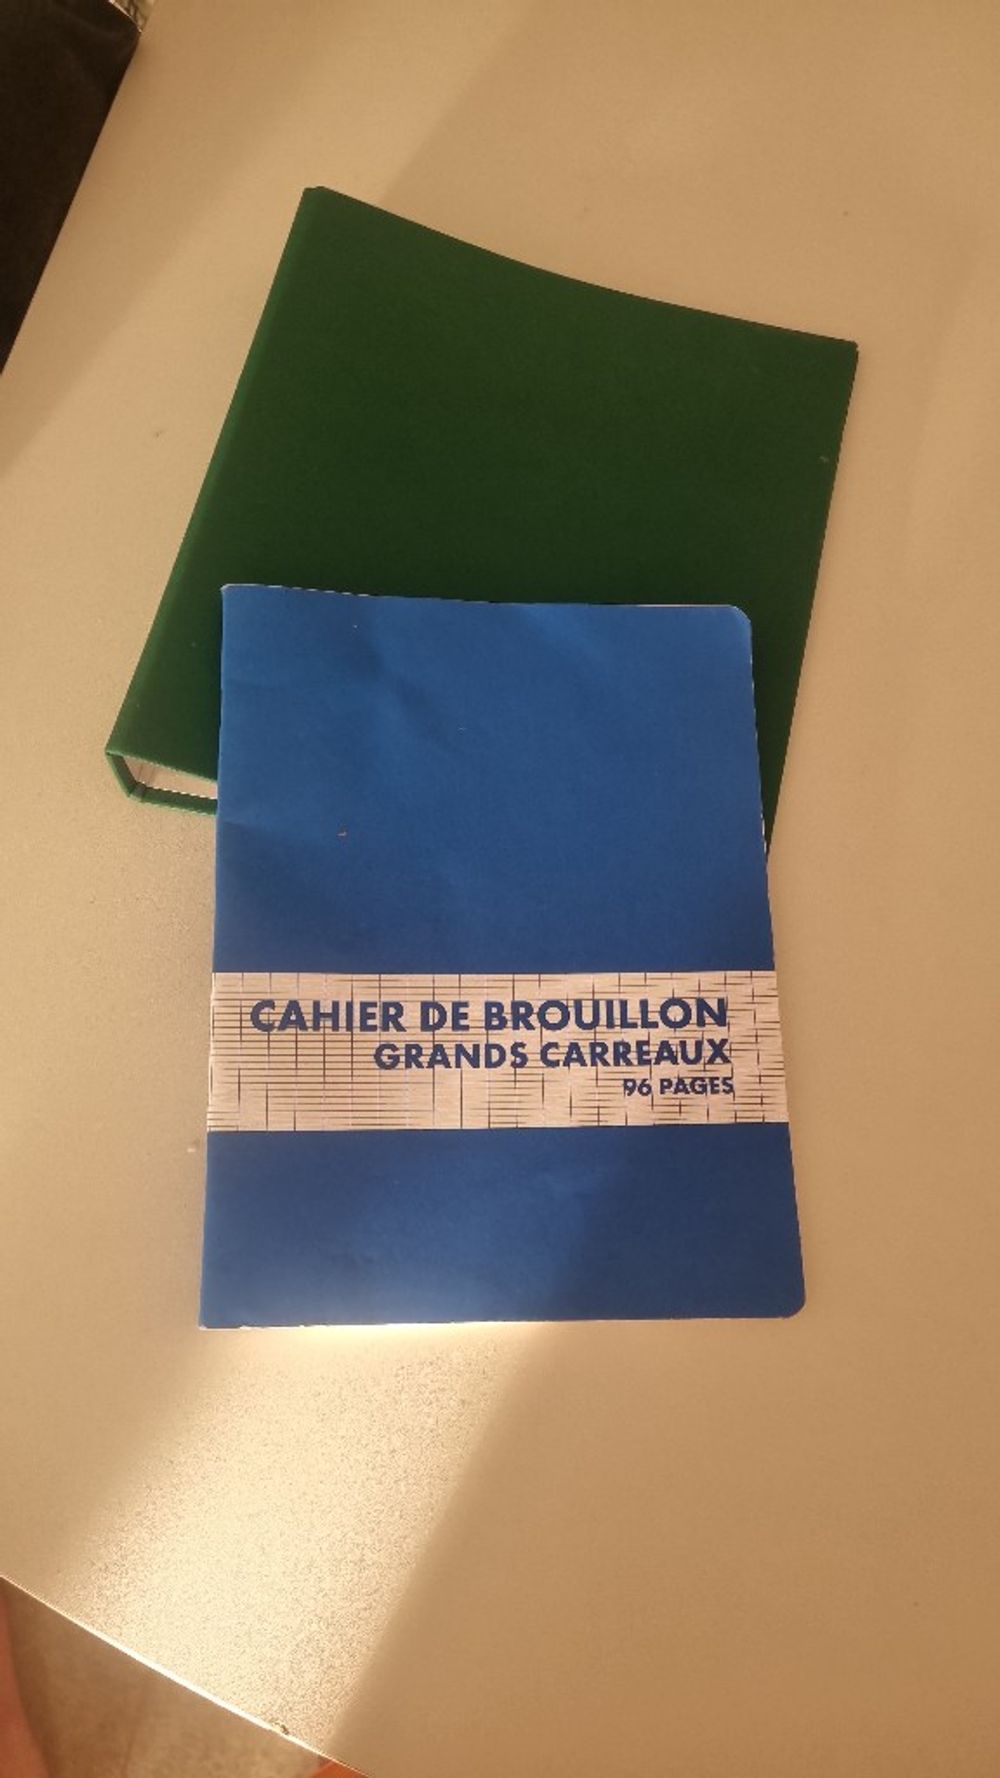 CAHIER DE BROUILLON
GRANDS CARREAUX
96 PAGES